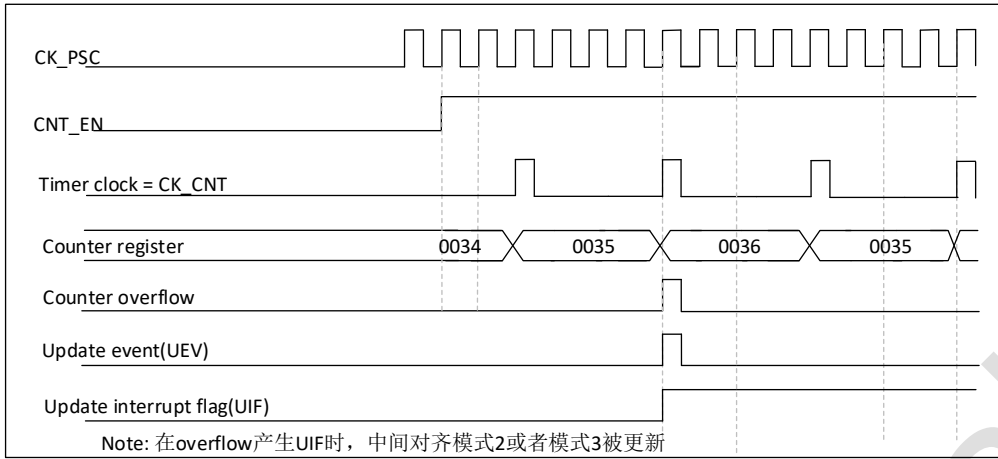 CK_PSC
CNT_EN
Timer clock = CK_CNT
Counter register 0034 0035 0036 0035
Counter overflow
Update event(UEV)
Update interrupt flag(UIF)
Note: 在overflow产生UIF时，中间对齐模式2或者模式3被更新